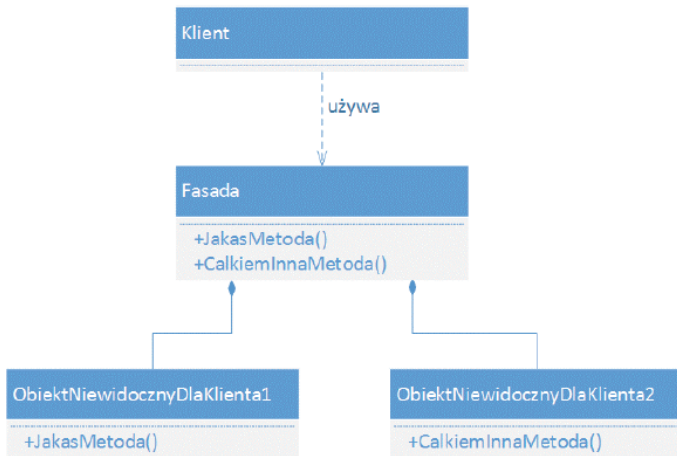 Klient
używa
Fasada
+JakasMetoda()
+CalkiemInnaMetoda()
ObiektNiewidocznyDlaKlienta1
+JakasMetoda()
ObiektNiewidocznyDlaKlienta2
+CalkiemInnaMetoda()